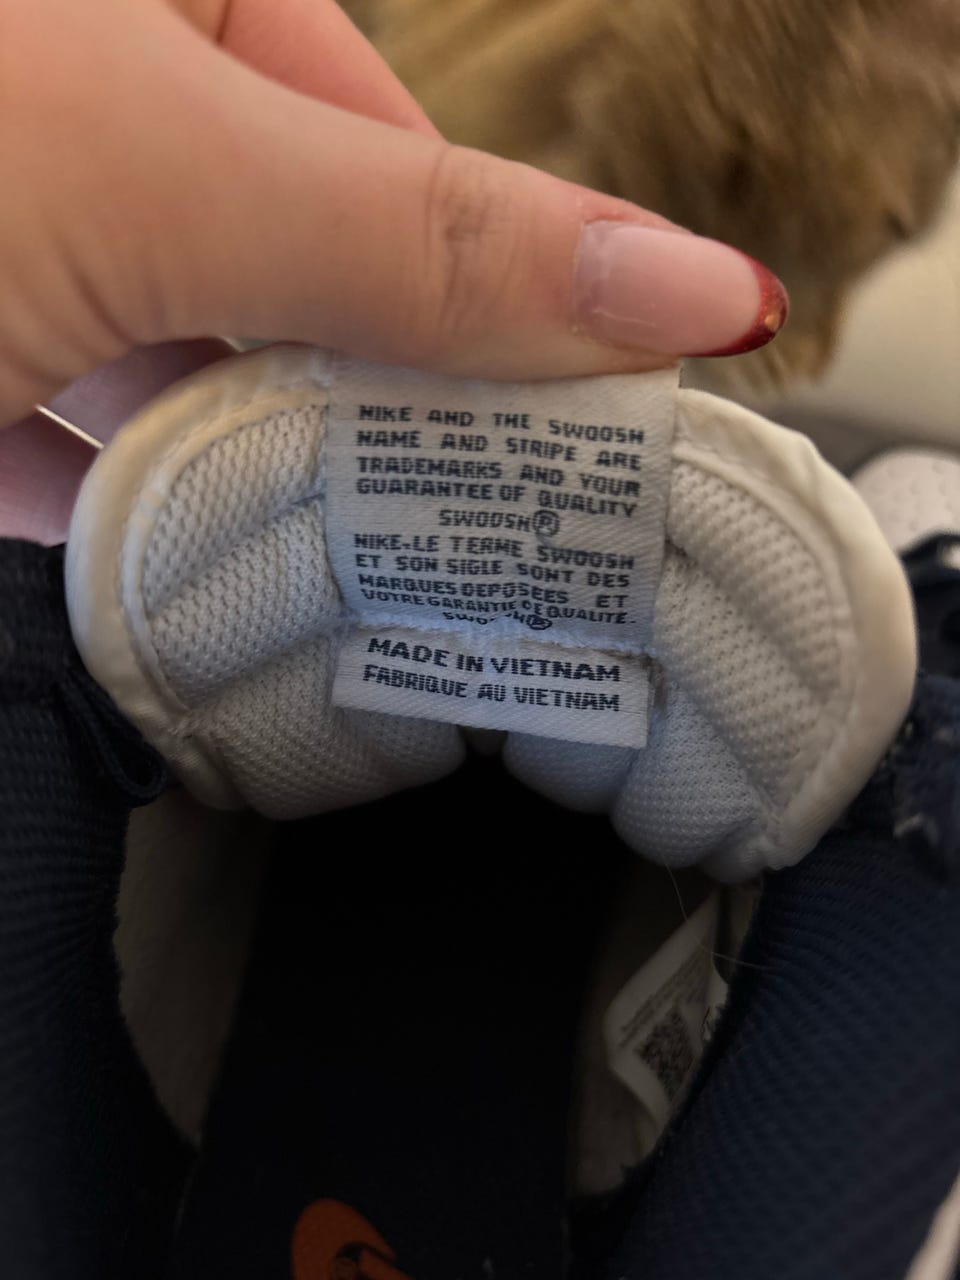 NIKE AND THE SWOOSH
NAME AND STRIPE ARE
TRADEMARKS AND YOUR
GUARANTEE OF QUALITY
SWOOSH®
NIKE-LE TERME SWOOSH
ET SON SIGLE SONT DES
MARQUES DEPOSEES ET
VOTRE GARANTIE DE QUALITE.
MADE IN VIETNAM
FABRIQUE AU VIETNAM